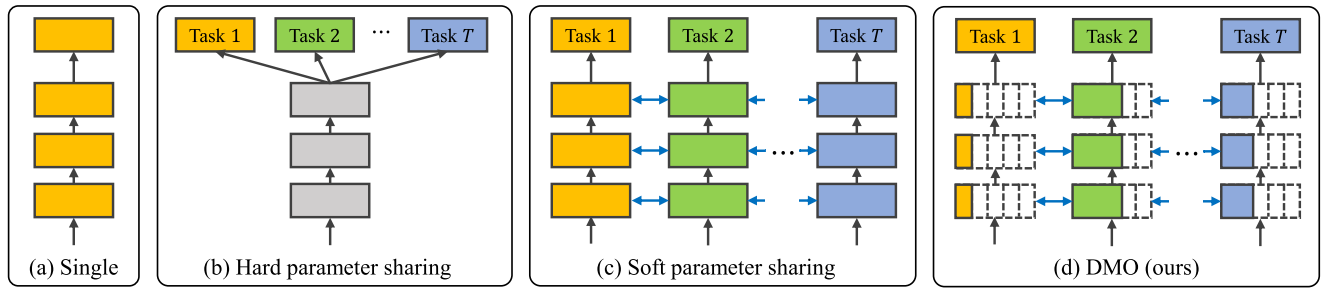 Task 1 Task 2 ... Task T
Task 1 Task 2 Task T
...
Task 1 Task 2 Task T
...
(a) Single
(b) Hard parameter sharing
(c) Soft parameter sharing
(d) DMO (ours)